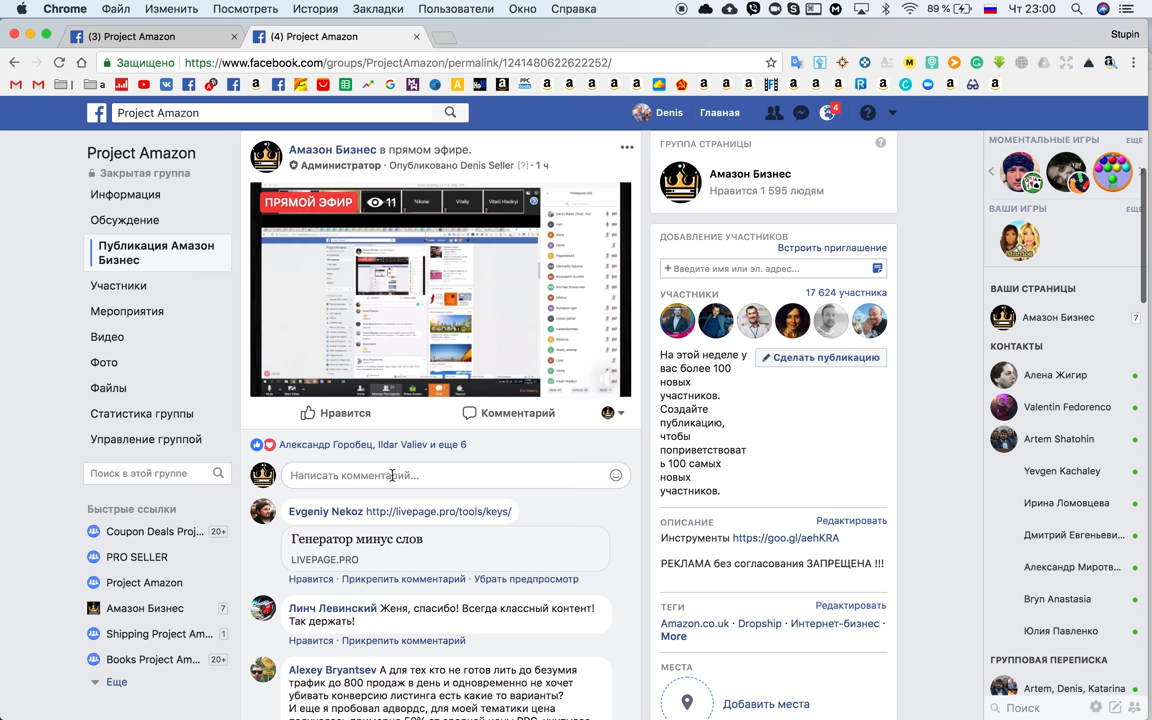 Chrome Файл Изменить Посмотреть История Закладки Пользователи Окно Справка 89 % Чт 23:00
(3) Project Amazon
(4) Project Amazon
Stupin
Защищено https://www.facebook.com/groups/ProjectAmazon/permalink/1241480622622252/
Project Amazon
Denis Главная 4
Project Amazon
Закрытая группа
Информация
Обсуждение
Публикация Амазон
Бизнес
Участники
Мероприятия
Видео
Фото
Файлы
Статистика группы
Управление группой
Поиск в этой группе
Быстрые ссылки
Coupon Deals Proj... 20+
PRO SELLER
Project Amazon
Амазон Бизнес 7
Shipping Project Am... 1
Books Project Am... 20+
Еще
Амазон Бизнес в прямом эфире.
Администратор · Опубликовано Denis Seller [?] · 1 ч
ПРЯМОЙ ЭФИР 11
Nikolai Vitaliy Vitalii Hladkyi
Нравится Комментарий
Александр Горобец, Ildar Valiev и еще 6
Написать комментарий...
Evgeniy Nekoz http://livepage.pro/tools/keys/
Генератор минус слов
LIVEPAGE.PRO
Нравится · Прикрепить комментарий · Убрать предпросмотр
Линч Левинский Женя, спасибо! Всегда классный контент!
Так держать!
Нравится · Прикрепить комментарий
Alexey Bryantsev А для тех кто не готов лить до безумия
трафик до 800 продаж в день и одновременно не хочет
убивать конверсию листинга есть какие то варианты?
И еще я пробовал адвордс, для моей тематики цена
ГРУППА СТРАНИЦЫ
Амазон Бизнес
Нравится 1 595 людям
ДОБАВЛЕНИЕ УЧАСТНИКОВ
Встроить приглашение
+ Введите имя или эл. адрес...
УЧАСТНИКИ 17 624 участника
На этой неделе у
вас более 100
новых
участников.
Создайте
публикацию,
чтобы
поприветствоват
ь 100 самых
новых
участников.
Сделать публикацию
ОПИСАНИЕ Редактировать
Инструменты https://goo.gl/aehKRA
РЕКЛАМА без согласования ЗАПРЕЩЕНА !!!
ТЕГИ Редактировать
Amazon.co.uk · Dropship · Интернет-бизнес ·
More
МЕСТА
Добавить места
МОМЕНТАЛЬНЫЕ ИГРЫ ЕЩЕ
ВАШИ ИГРЫ ЕЩЕ
ВАШИ СТРАНИЦЫ
Амазон Бизнес 7
КОНТАКТЫ
Алена Жигир
Valentin Fedorenco
Artem Shatohin
Yevgen Kachaley
Ирина Ломовцева
Дмитрий Евгеньеви...
Александр Миротв...
Bryn Anastasia
Юлия Павленко
ГРУППОВАЯ ПЕРЕПИСКА
Artem, Denis, Katarina
Поиск